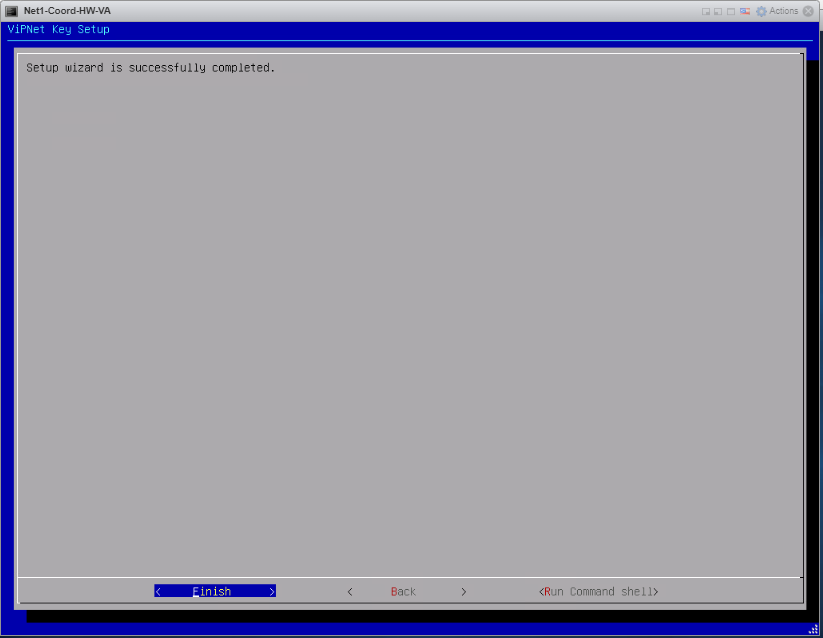 Net1-Coord-HW-VA
Actions
ViPNet Key Setup
Setup wizard is successfully completed.
< Finish >
< Back >
<Run Command shell>